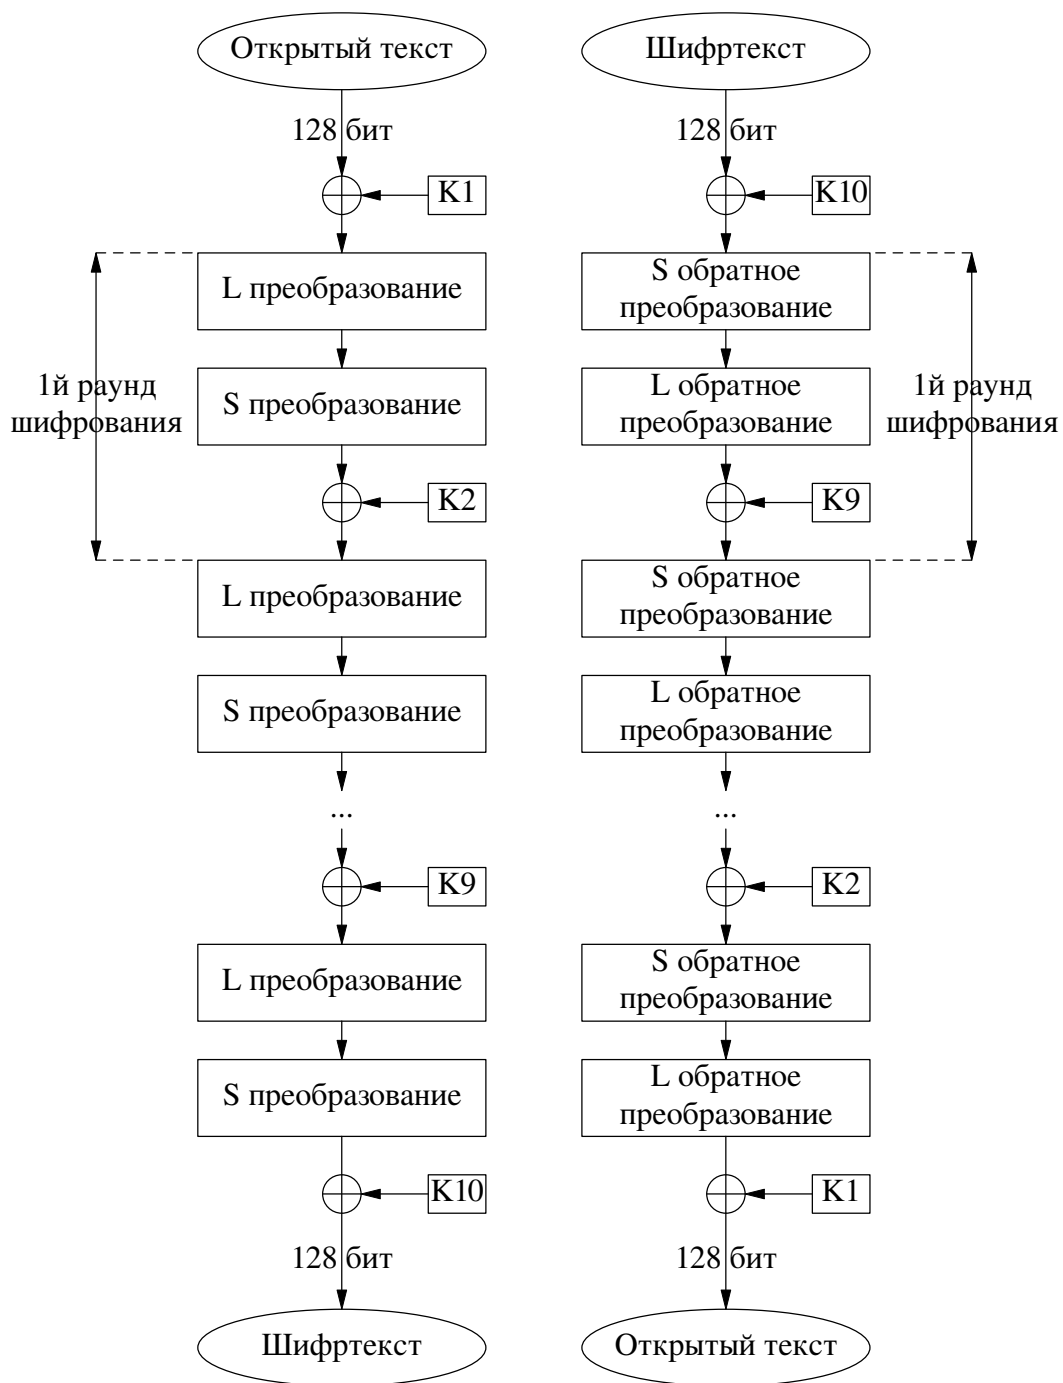 Открытый текст
128 бит
K1
L преобразование
1й раунд
шифрования
S преобразование
K2
L преобразование
S преобразование
...
K9
L преобразование
S преобразование
K10
128 бит
Шифртекст
Шифртекст
128 бит
K10
S обратное
преобразование
L обратное
преобразование
1й раунд
шифрования
K9
S обратное
преобразование
L обратное
преобразование
...
K2
S обратное
преобразование
L обратное
преобразование
K1
128 бит
Открытый текст